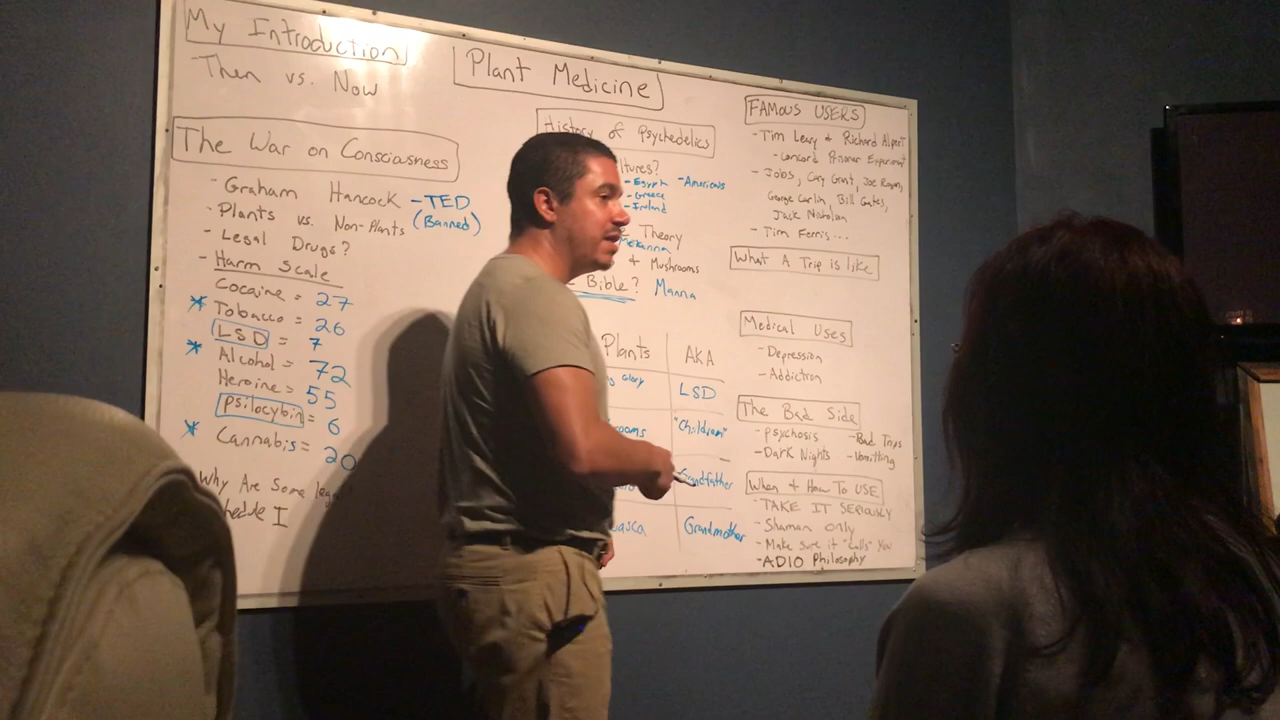 My Introduction
Then vs. Now
Plant Medicine
The War on Consciousness
- Graham Hancock - TED
(Banned)
- Plants vs. Non-Plants
- Legal Drugs?
- Harm Scale
Cocaine = 27
* Tobacco = 26
LSD = 7
* Alcohol = 72
Heroine = 55
psilocybin = 6
* Cannabis = 20
Why Are Some
I
History of Psychedelics
- Egypt
- Greece
- Ireland
Theory
+ Mushrooms
Bible? Manna
Plants
AKA
LSD
"Children"
Grandfather
Grandmother
FAMOUS USERS
- Tim Leary & Richard Alpert
- Concord Prisoner Experiment
- Jobs, Cary Grant, Joe Rogan,
George Carlin, Bill Gates,
Jack Nicholson
- Tim Ferris...
What A Trip is like
Medical Uses
- Depression
- Addiction
The Bad Side
- psychosis - Bad Trips
- Dark Nights - Vomitting
When + How To USE
- TAKE IT SERIOUSLY
- Shaman only
- Make sure it "calls" You
- ADIO Philosophy